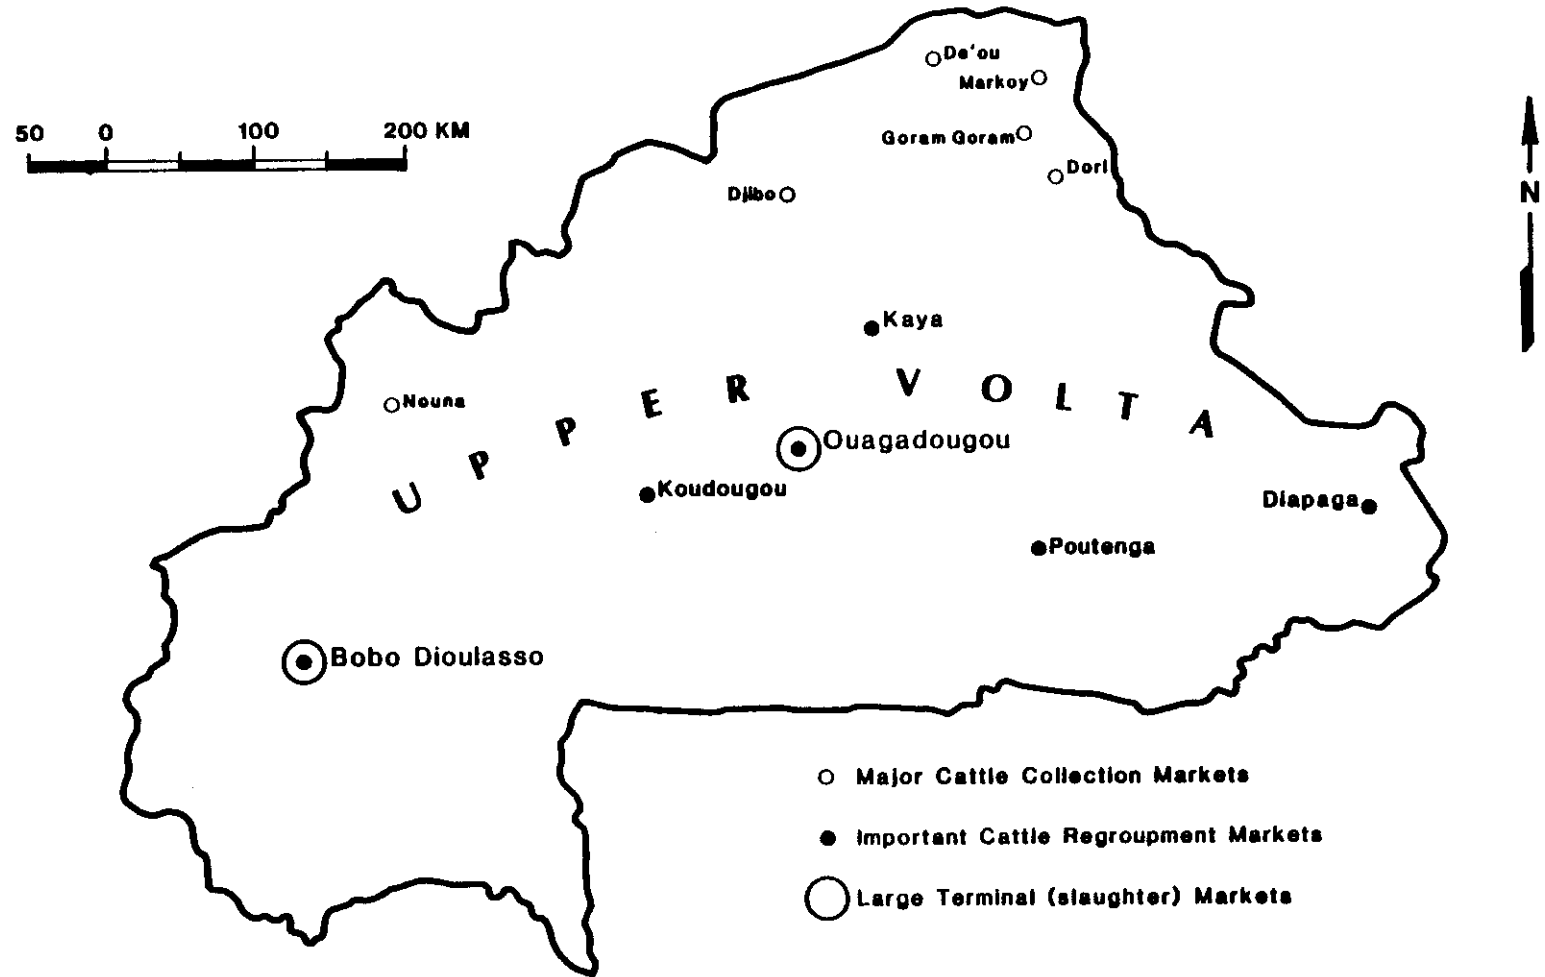 De'ou
Markoy
50 0 100 200 KM
Goram Goram
Dori
Djibo
N
Kaya
Nouna
UPPER VOLTA
Ouagadougou
Koudougou
Diapaga
Poutenga
Bobo Dioulasso
Major Cattle Collection Markets
Important Cattle Regroupment Markets
Large Terminal (slaughter) Markets